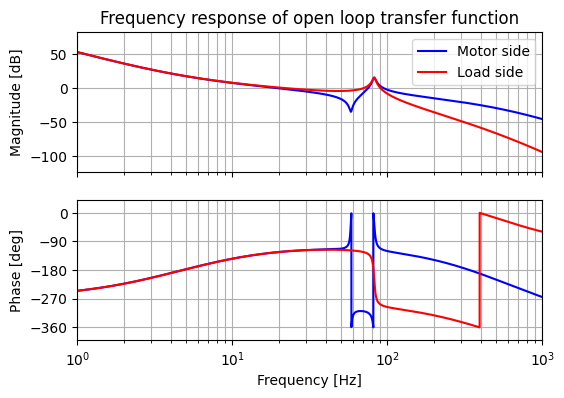 Frequency response of open loop transfer function
Magnitude [dB]
50
0
−50
−100
Motor side
Load side
Phase [deg]
0
−90
−180
−270
−360
10⁰
10¹
10²
10³
Frequency [Hz]